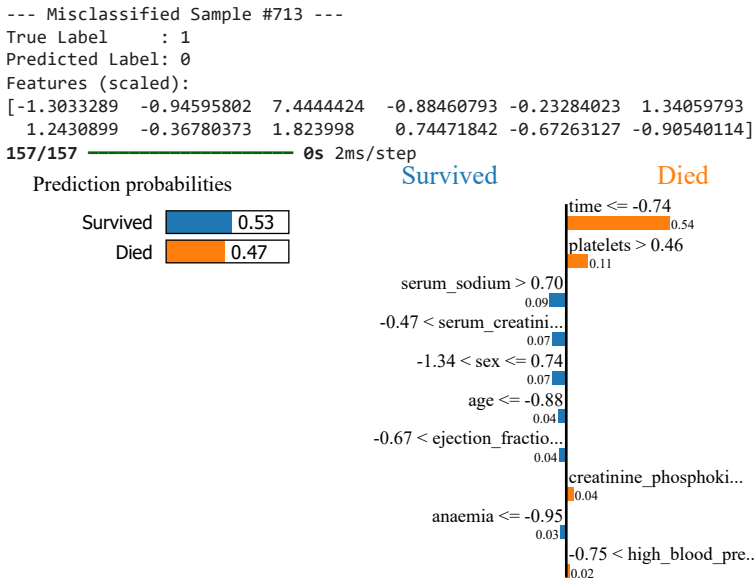 --- Misclassified Sample #713 ---
True Label     : 1
Predicted Label: 0
Features (scaled):
[-1.3033289  -0.94595802  7.4444424  -0.88460793 -0.23284023  1.34059793
  1.2430899  -0.36780373  1.823998    0.74471842 -0.67263127 -0.90540114]
157/157 ━━━━━━━━━━━━━━━━━━━━ 0s 2ms/step
Prediction probabilities
Survived 0.53
Died 0.47
Survived Died
time <= -0.74
0.54
platelets > 0.46
0.11
serum_sodium > 0.70
0.09
-0.47 < serum_creatini...
0.07
-1.34 < sex <= 0.74
0.07
age <= -0.88
0.04
-0.67 < ejection_fractio...
0.04
creatinine_phosphoki...
0.04
anaemia <= -0.95
0.03
-0.75 < high_blood_pre...
0.02